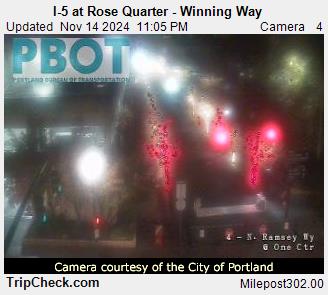 I-5 at Rose Quarter - Winning Way
Updated Nov 14 2024 11:05 PM Camera 4
PBOT
PORTLAND BUREAU OF TRANSPORTATION
4 - N. Ramsey Wy
@ One Ctr
Camera courtesy of the City of Portland
TripCheck.com Milepost302.00